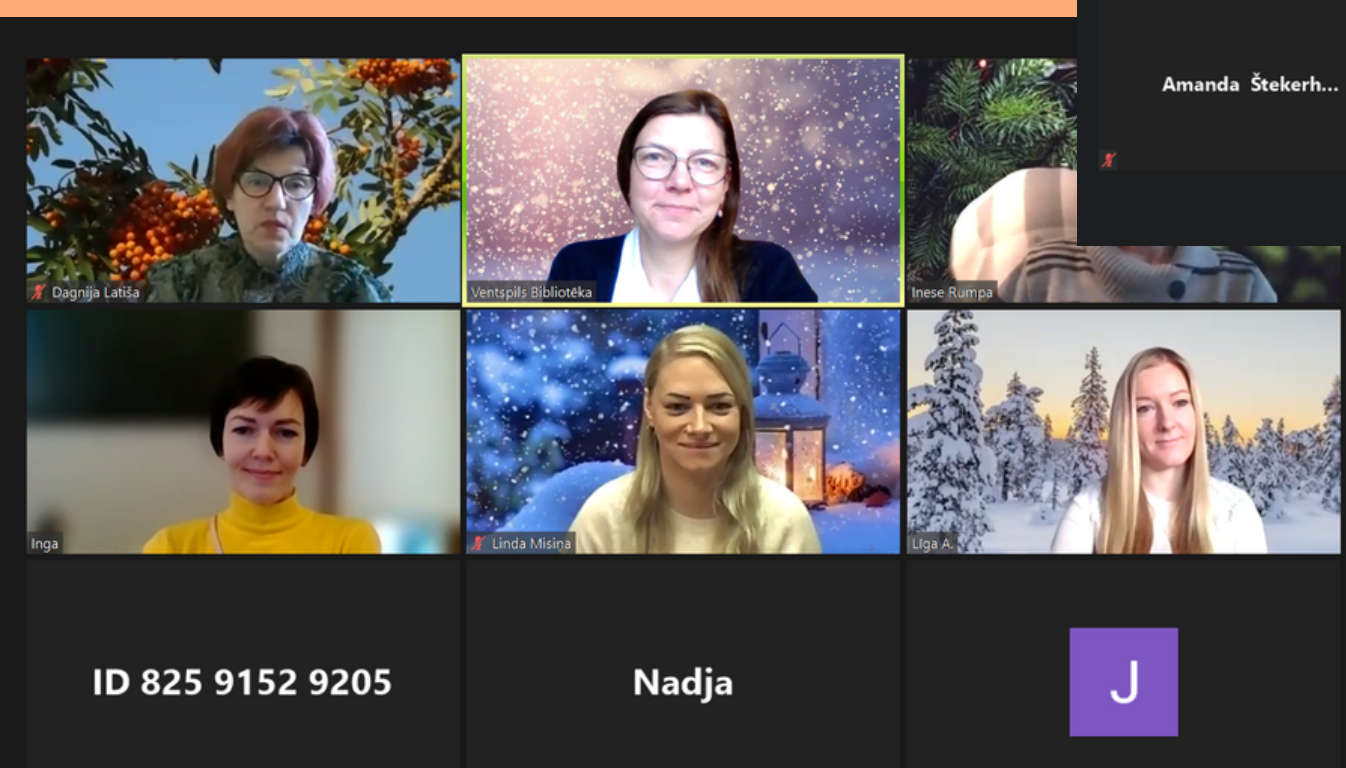 Amanda Štekerh...
Dagnija Latiša
Ventspils Bibliotēka
Inese Rumpa
Inga
Linda Misiņa
Līga A.
ID 825 9152 9205
Nadja
J